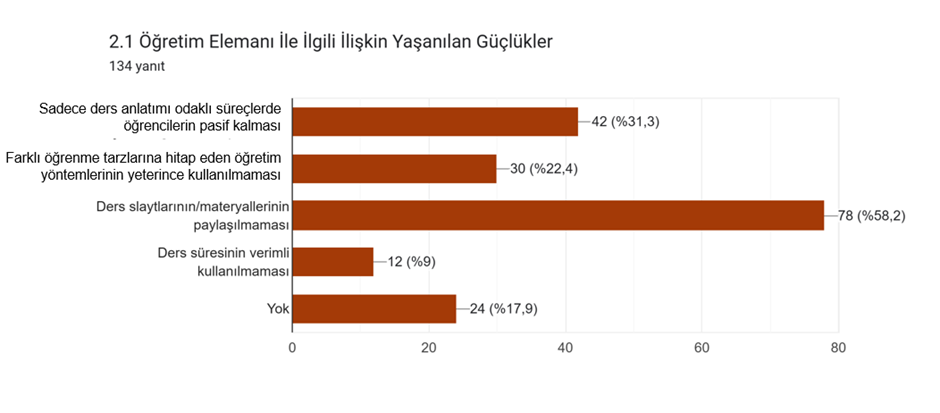 2.1 Öğretim Elemanı İle İlgili İlişkin Yaşanılan Güçlükler
134 yanıt
Sadece ders anlatımı odaklı süreçlerde
öğrencilerin pasif kalması
42 (%31,3)
Farklı öğrenme tarzlarına hitap eden öğretim
yöntemlerinin yeterince kullanılmaması
30 (%22,4)
Ders slaytlarının/materyallerinin
paylaşılmaması
78 (%58,2)
Ders süresinin verimli
kullanılmaması
12 (%9)
Yok
24 (%17,9)
0 20 40 60 80